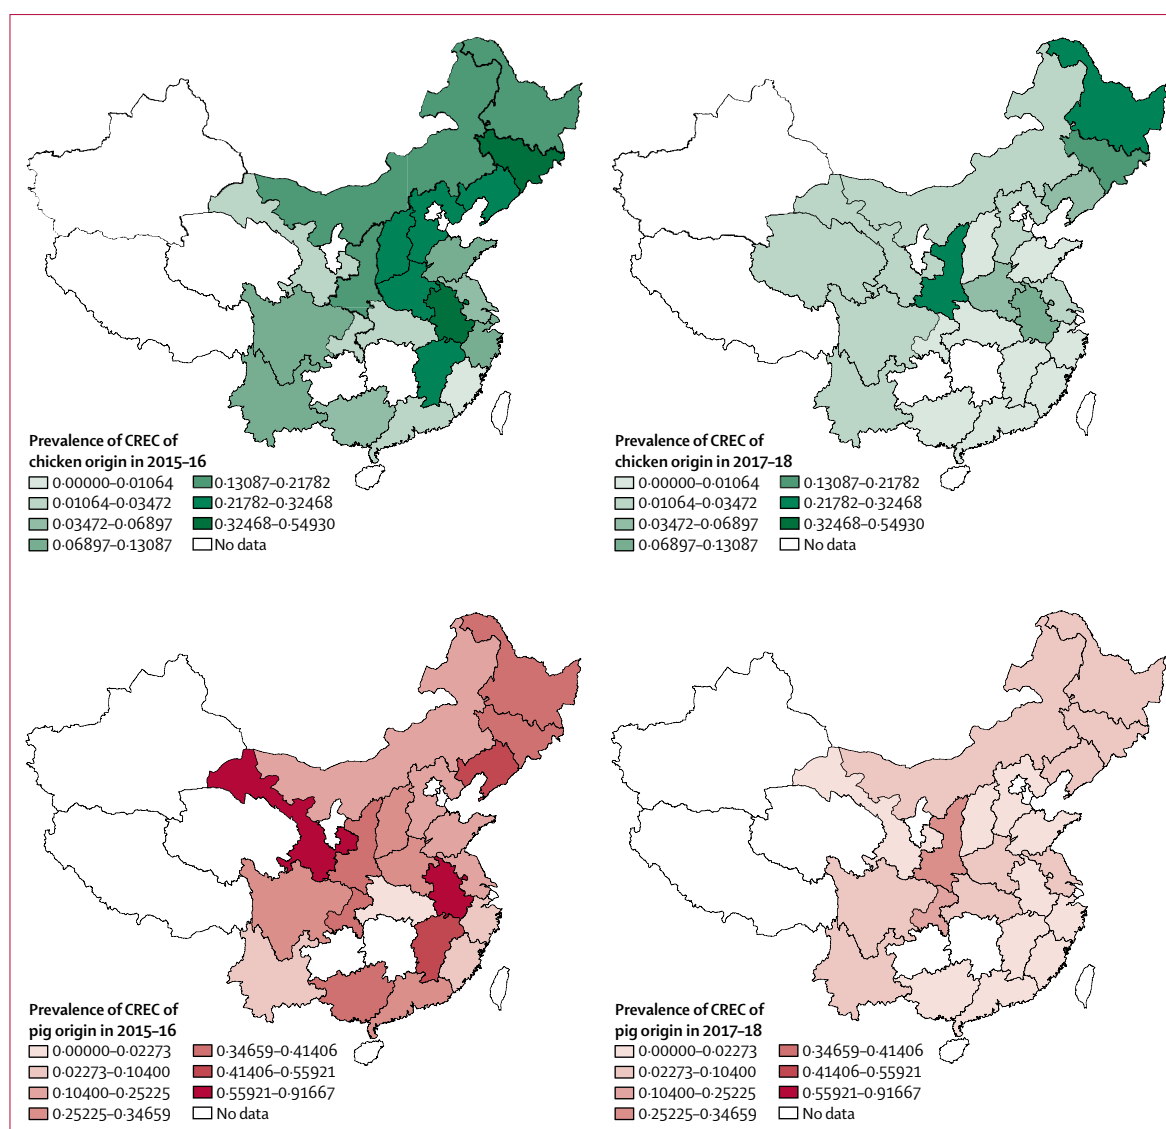 Prevalence of CREC of
chicken origin in 2015–16
0·00000–0·01064
0·01064–0·03472
0·03472–0·06897
0·06897–0·13087
0·13087–0·21782
0·21782–0·32468
0·32468–0·54930
No data
Prevalence of CREC of
chicken origin in 2017–18
0·00000–0·01064
0·01064–0·03472
0·03472–0·06897
0·06897–0·13087
0·13087–0·21782
0·21782–0·32468
0·32468–0·54930
No data
Prevalence of CREC of
pig origin in 2015–16
0·00000–0·02273
0·02273–0·10400
0·10400–0·25225
0·25225–0·34659
0·34659–0·41406
0·41406–0·55921
0·55921–0·91667
No data
Prevalence of CREC of
pig origin in 2017–18
0·00000–0·02273
0·02273–0·10400
0·10400–0·25225
0·25225–0·34659
0·34659–0·41406
0·41406–0·55921
0·55921–0·91667
No data